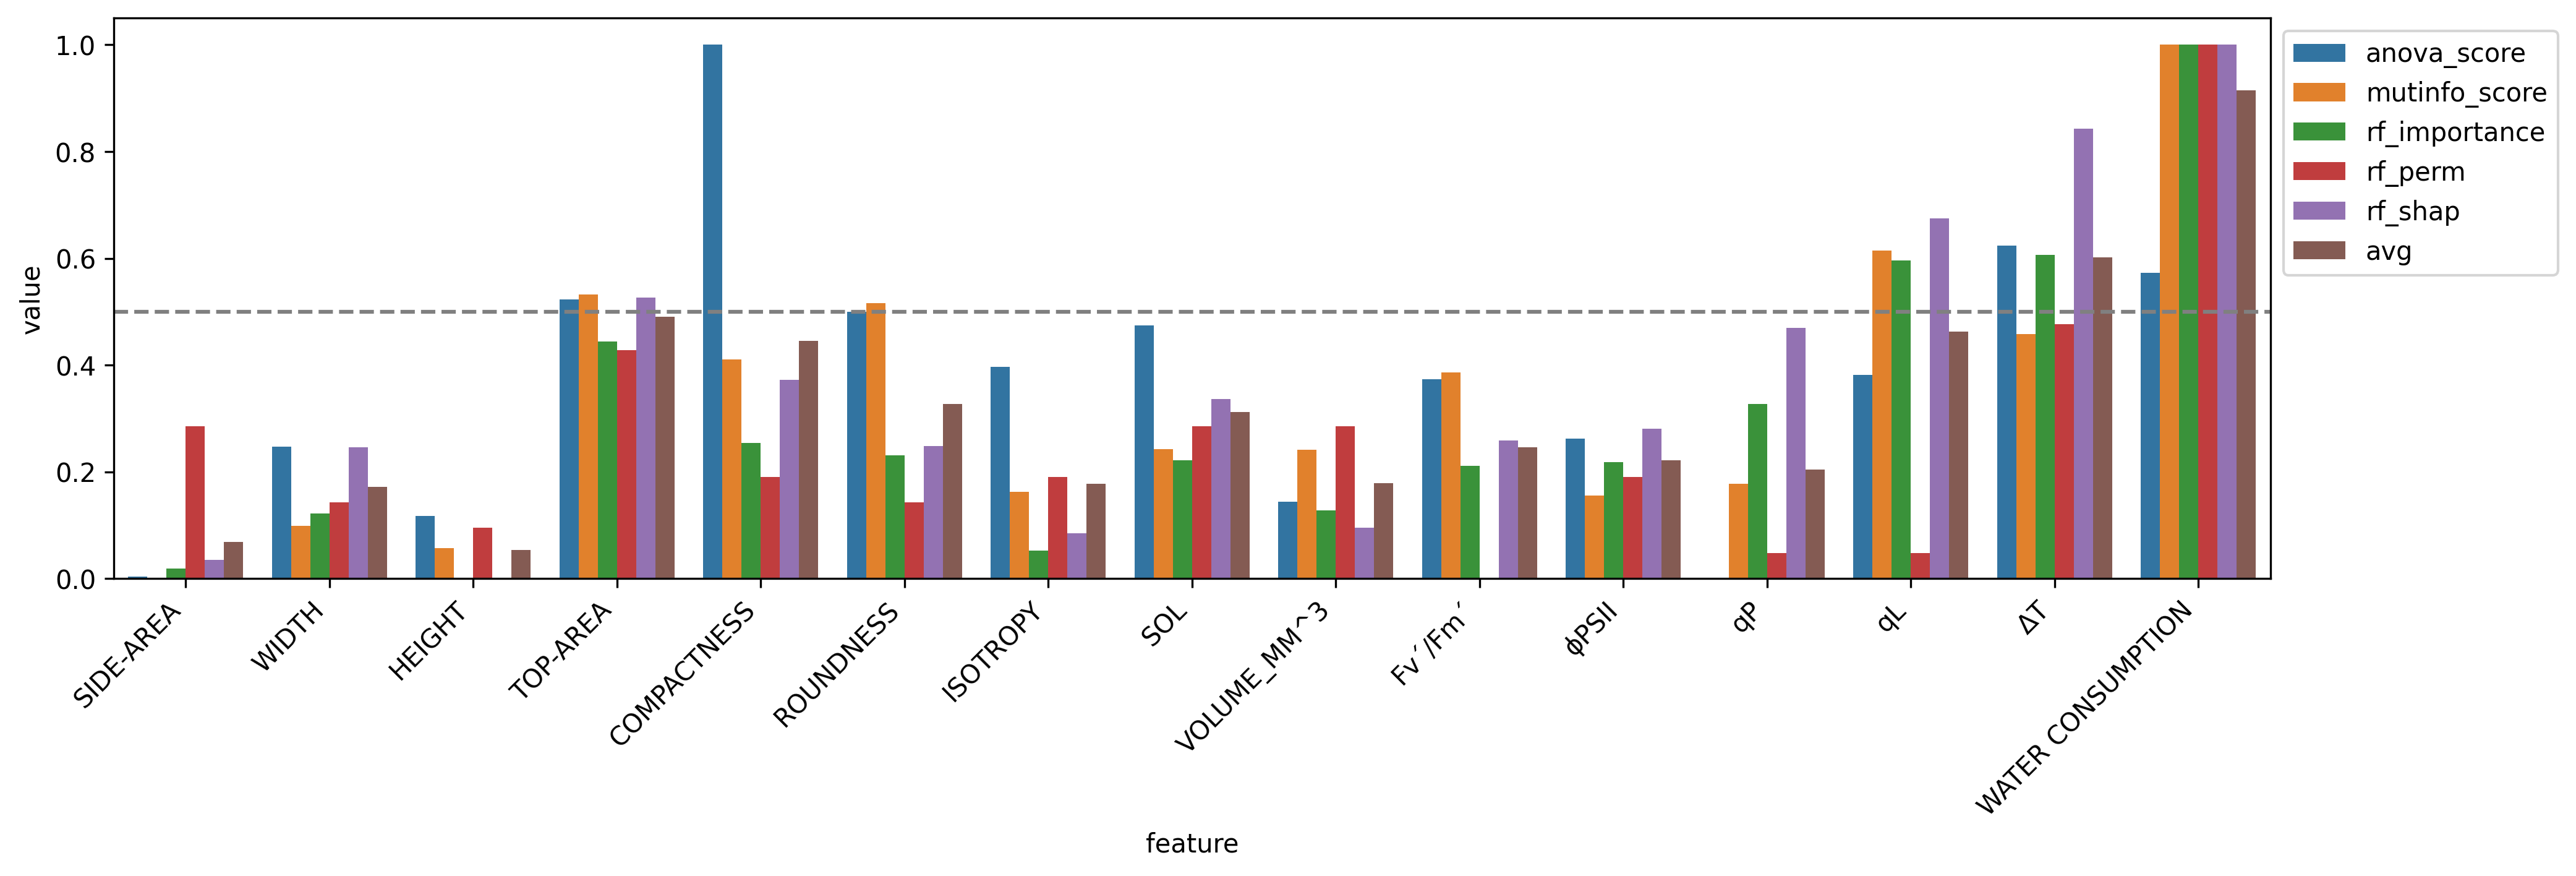 1.0
0.8
0.6
0.4
0.2
0.0
value
SIDE-AREA
WIDTH
HEIGHT
TOP-AREA
COMPACTNESS
ROUNDNESS
ISOTROPY
SOL
VOLUME_MM^3
Fv´/Fm´
ϕPSII
qP
qL
ΔT
WATER CONSUMPTION
feature
anova_score
mutinfo_score
rf_importance
rf_perm
rf_shap
avg